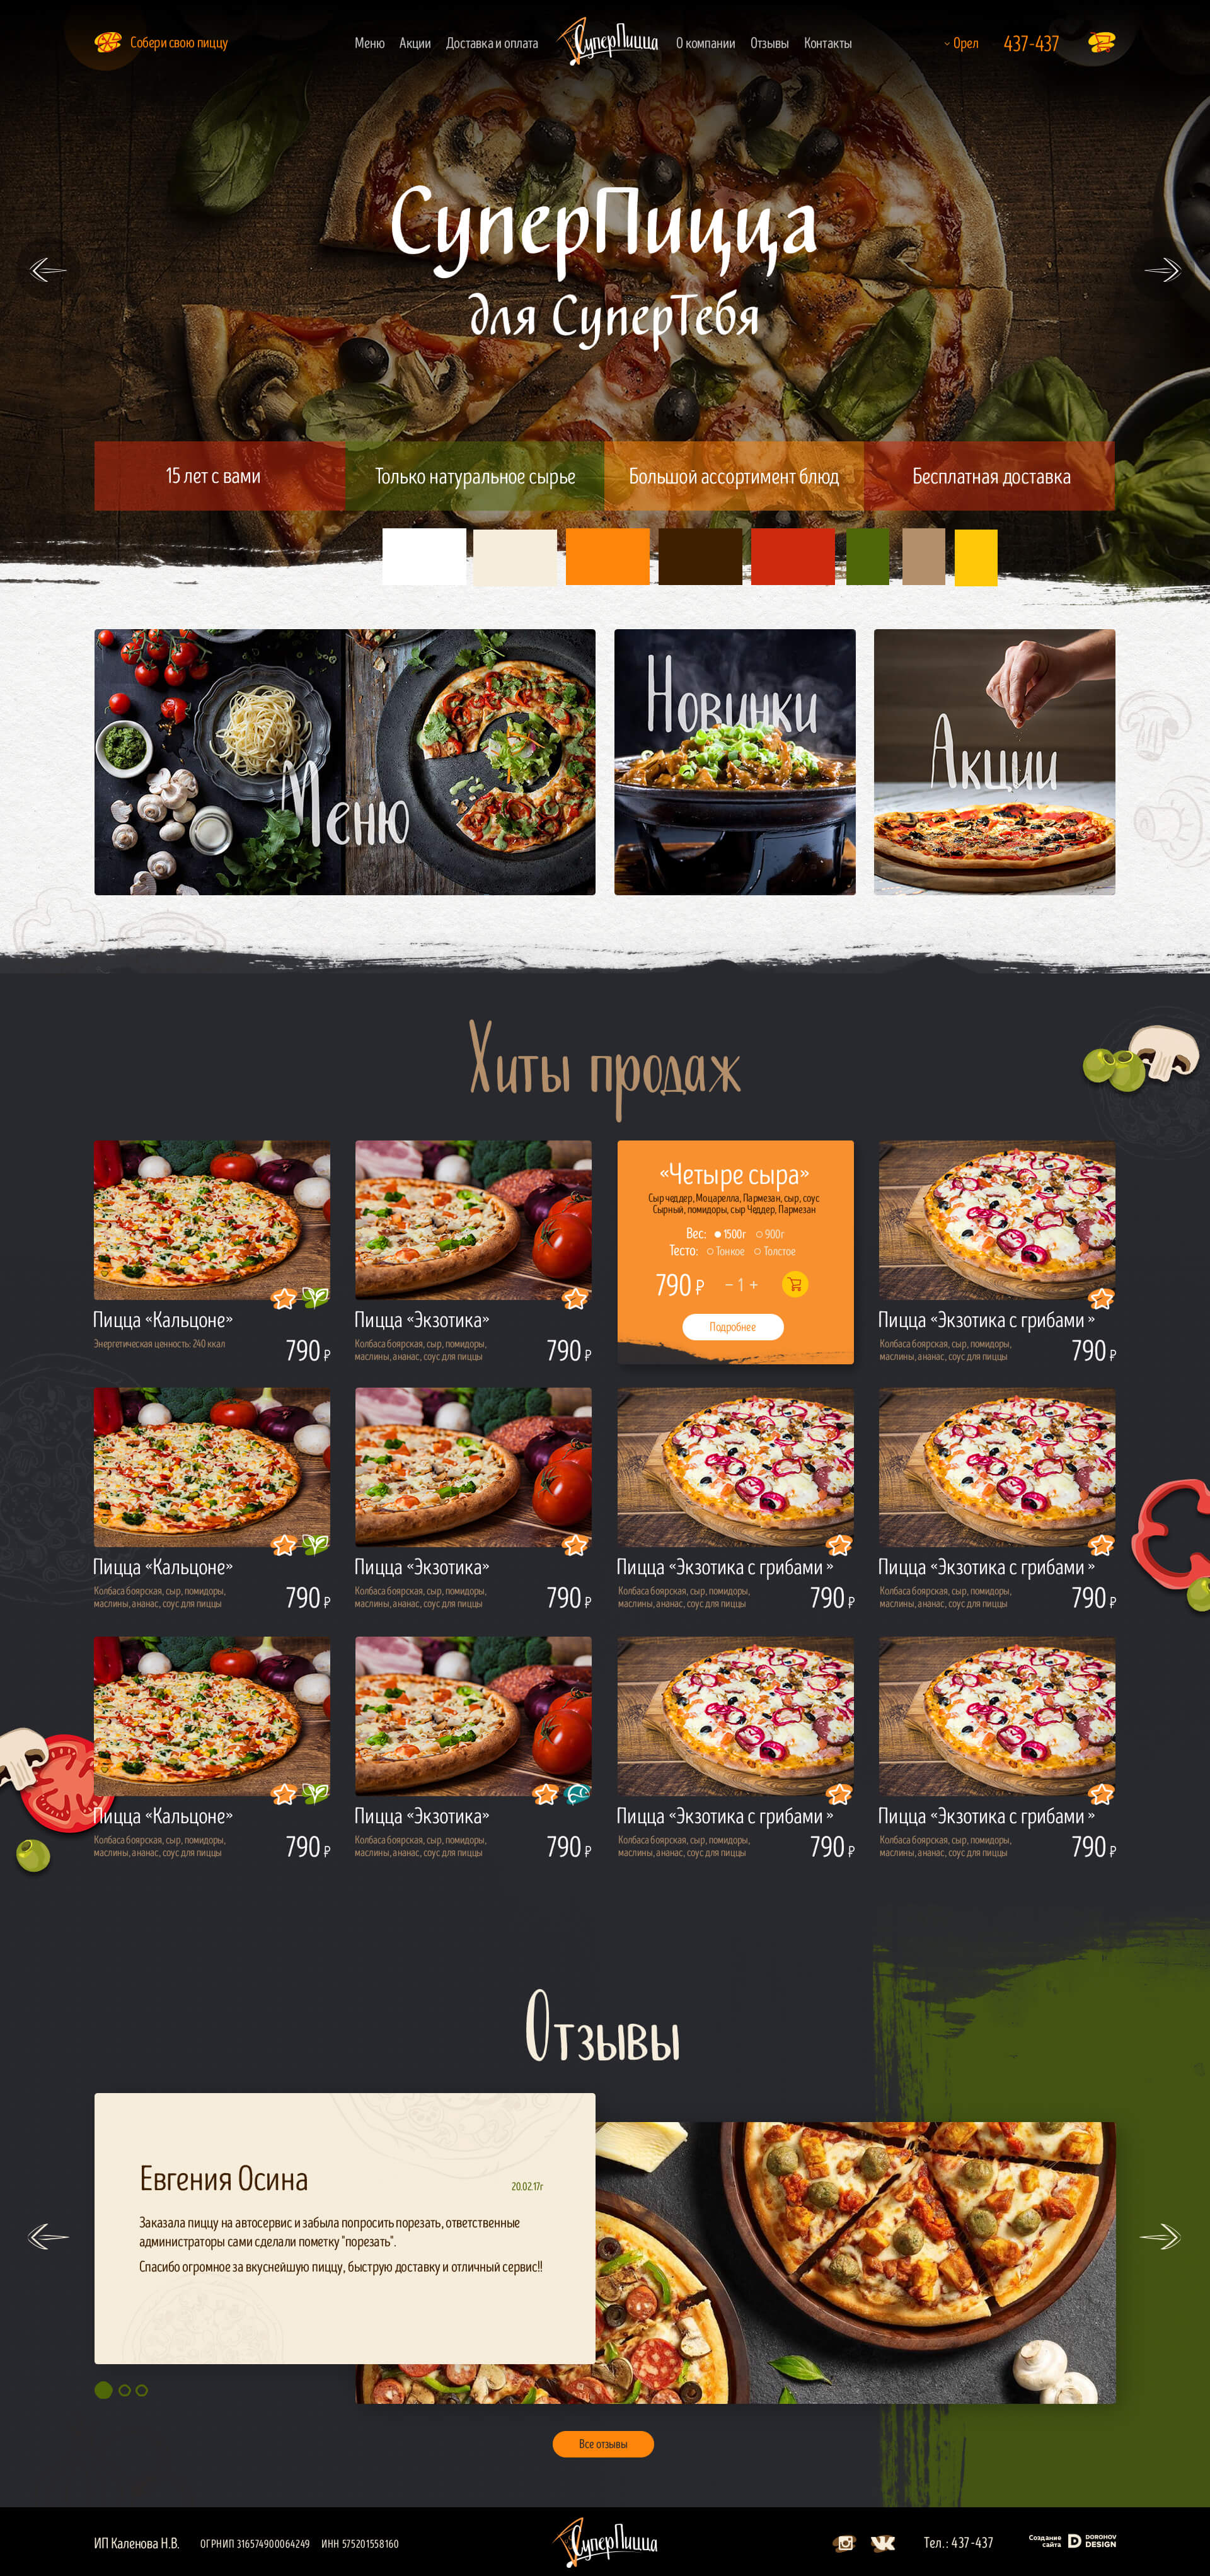 Собери свою пиццу
Меню Акции Доставка и оплата СуперПицца О компании Отзывы Контакты
Орел 437-437
СуперПицца
для СуперТебя
15 лет с вами
Только натуральное сырье
Большой ассортимент блюд
Бесплатная доставка
Меню
Новинки
Акции
Хиты продаж
Пицца «Кальцоне»
Энергетическая ценность: 240 ккал
790 ₽
Пицца «Экзотика»
Колбаса боярская, сыр, помидоры,
маслины, ананас, соус для пиццы
790 ₽
«Четыре сыра»
Сыр чеддер, Моцарелла, Пармезан, сыр, соус
Сырный, помидоры, сыр Чеддер, Пармезан
Вес: 1500г 900г
Тесто: Тонкое Толстое
790 ₽ − 1 +
Подробнее
Пицца «Экзотика с грибами »
Колбаса боярская, сыр, помидоры,
маслины, ананас, соус для пиццы
790 ₽
Пицца «Кальцоне»
Колбаса боярская, сыр, помидоры,
маслины, ананас, соус для пиццы
790 ₽
Пицца «Экзотика»
Колбаса боярская, сыр, помидоры,
маслины, ананас, соус для пиццы
790 ₽
Пицца «Экзотика с грибами »
Колбаса боярская, сыр, помидоры,
маслины, ананас, соус для пиццы
790 ₽
Пицца «Экзотика с грибами »
Колбаса боярская, сыр, помидоры,
маслины, ананас, соус для пиццы
790 ₽
Пицца «Кальцоне»
Колбаса боярская, сыр, помидоры,
маслины, ананас, соус для пиццы
790 ₽
Пицца «Экзотика»
Колбаса боярская, сыр, помидоры,
маслины, ананас, соус для пиццы
790 ₽
Пицца «Экзотика с грибами »
Колбаса боярская, сыр, помидоры,
маслины, ананас, соус для пиццы
790 ₽
Пицца «Экзотика с грибами »
Колбаса боярская, сыр, помидоры,
маслины, ананас, соус для пиццы
790 ₽
Отзывы
Евгения Осина
20.02.17г
Заказала пиццу на автосервис и забыла попросить порезать, ответственные
администраторы сами сделали пометку "порезать".
Спасибо огромное за вкуснейшую пиццу, быструю доставку и отличный сервис!!
Все отзывы
ИП Каленова Н.В. ОГРНИП 316574900064249 ИНН 575201558160
СуперПицца
Тел.: 437-437
Создание
сайта
DOROHOV
DESIGN